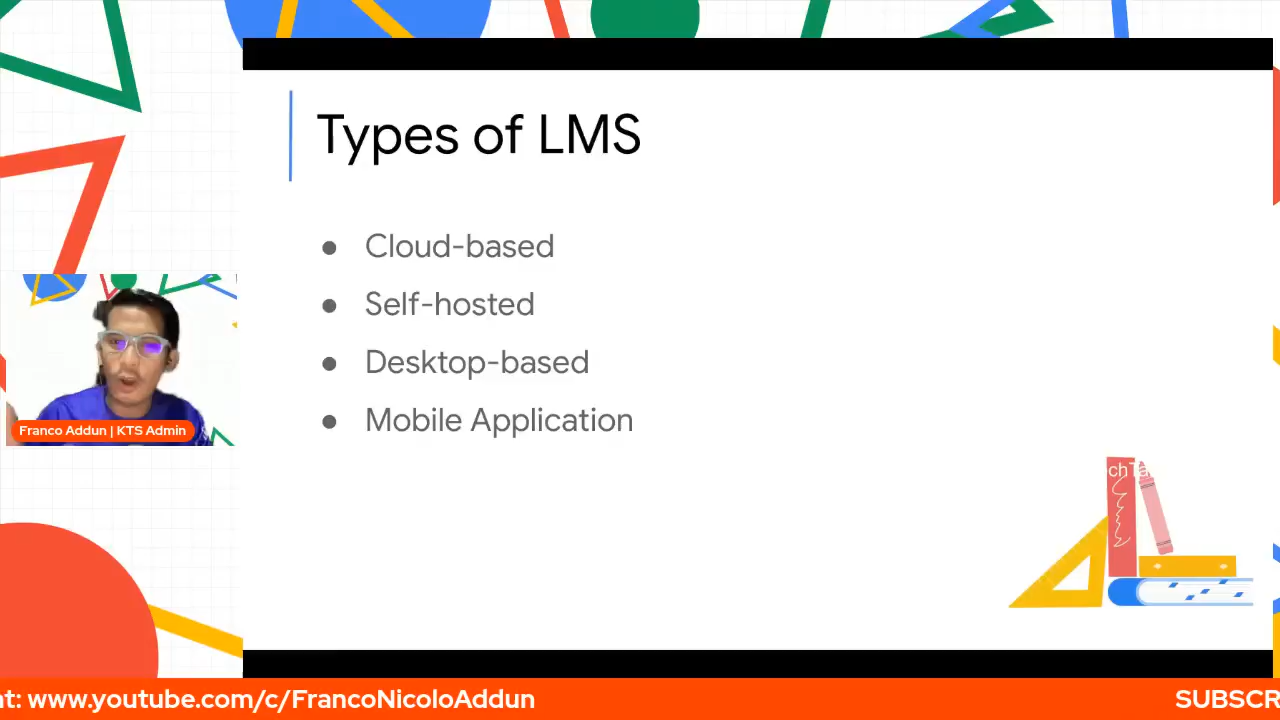 Types of LMS
● Cloud-based
● Self-hosted
● Desktop-based
● Mobile Application
Franco Addun | KTS Admin
t: www.youtube.com/c/FrancoNicoloAddun
SUBSCR